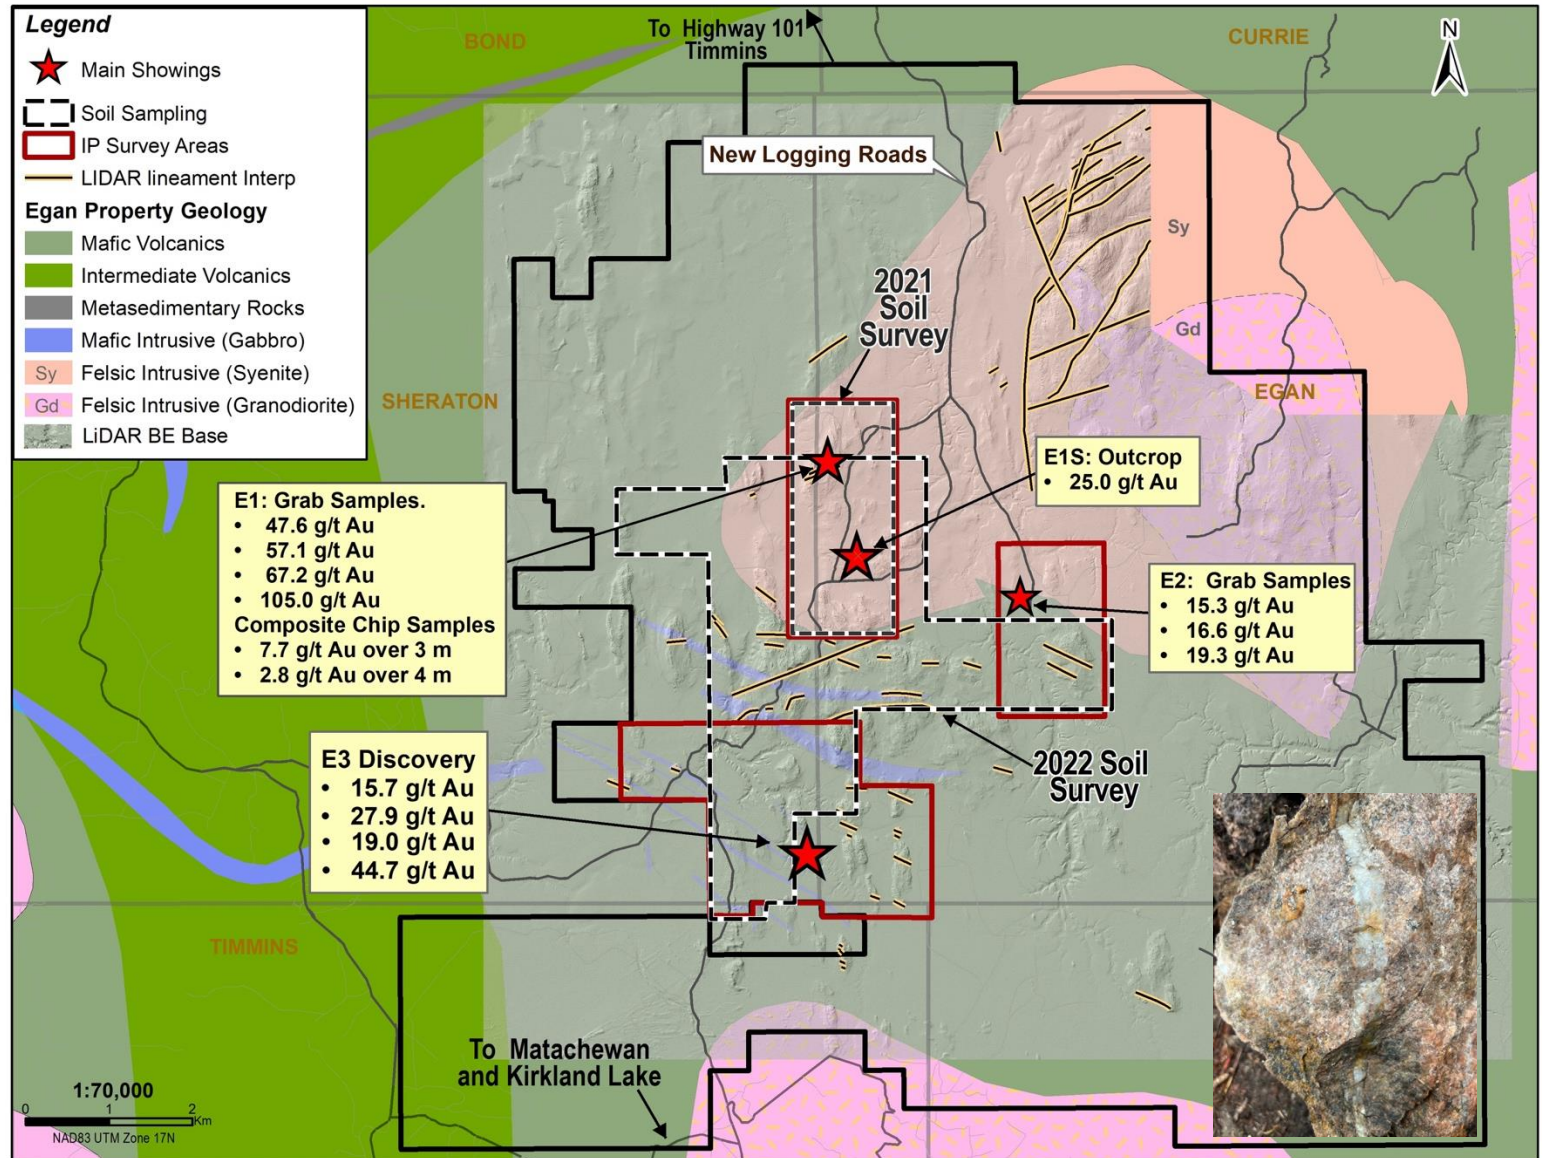 Legend
Main Showings
Soil Sampling
IP Survey Areas
LIDAR lineament Interp
Egan Property Geology
Mafic Volcanics
Intermediate Volcanics
Metasedimentary Rocks
Mafic Intrusive (Gabbro)
Sy Felsic Intrusive (Syenite)
Gd Felsic Intrusive (Granodiorite)
LiDAR BE Base
BOND
To Highway 101
Timmins
CURRIE
N
New Logging Roads
Sy
Gd
2021
Soil
Survey
SHERATON
EGAN
E1S: Outcrop
• 25.0 g/t Au
E1: Grab Samples.
• 47.6 g/t Au
• 57.1 g/t Au
• 67.2 g/t Au
• 105.0 g/t Au
Composite Chip Samples
• 7.7 g/t Au over 3 m
• 2.8 g/t Au over 4 m
E2: Grab Samples
• 15.3 g/t Au
• 16.6 g/t Au
• 19.3 g/t Au
E3 Discovery
• 15.7 g/t Au
• 27.9 g/t Au
• 19.0 g/t Au
• 44.7 g/t Au
2022 Soil
Survey
TIMMINS
To Matachewan
and Kirkland Lake
1:70,000
0 1 2
Km
NAD83 UTM Zone 17N